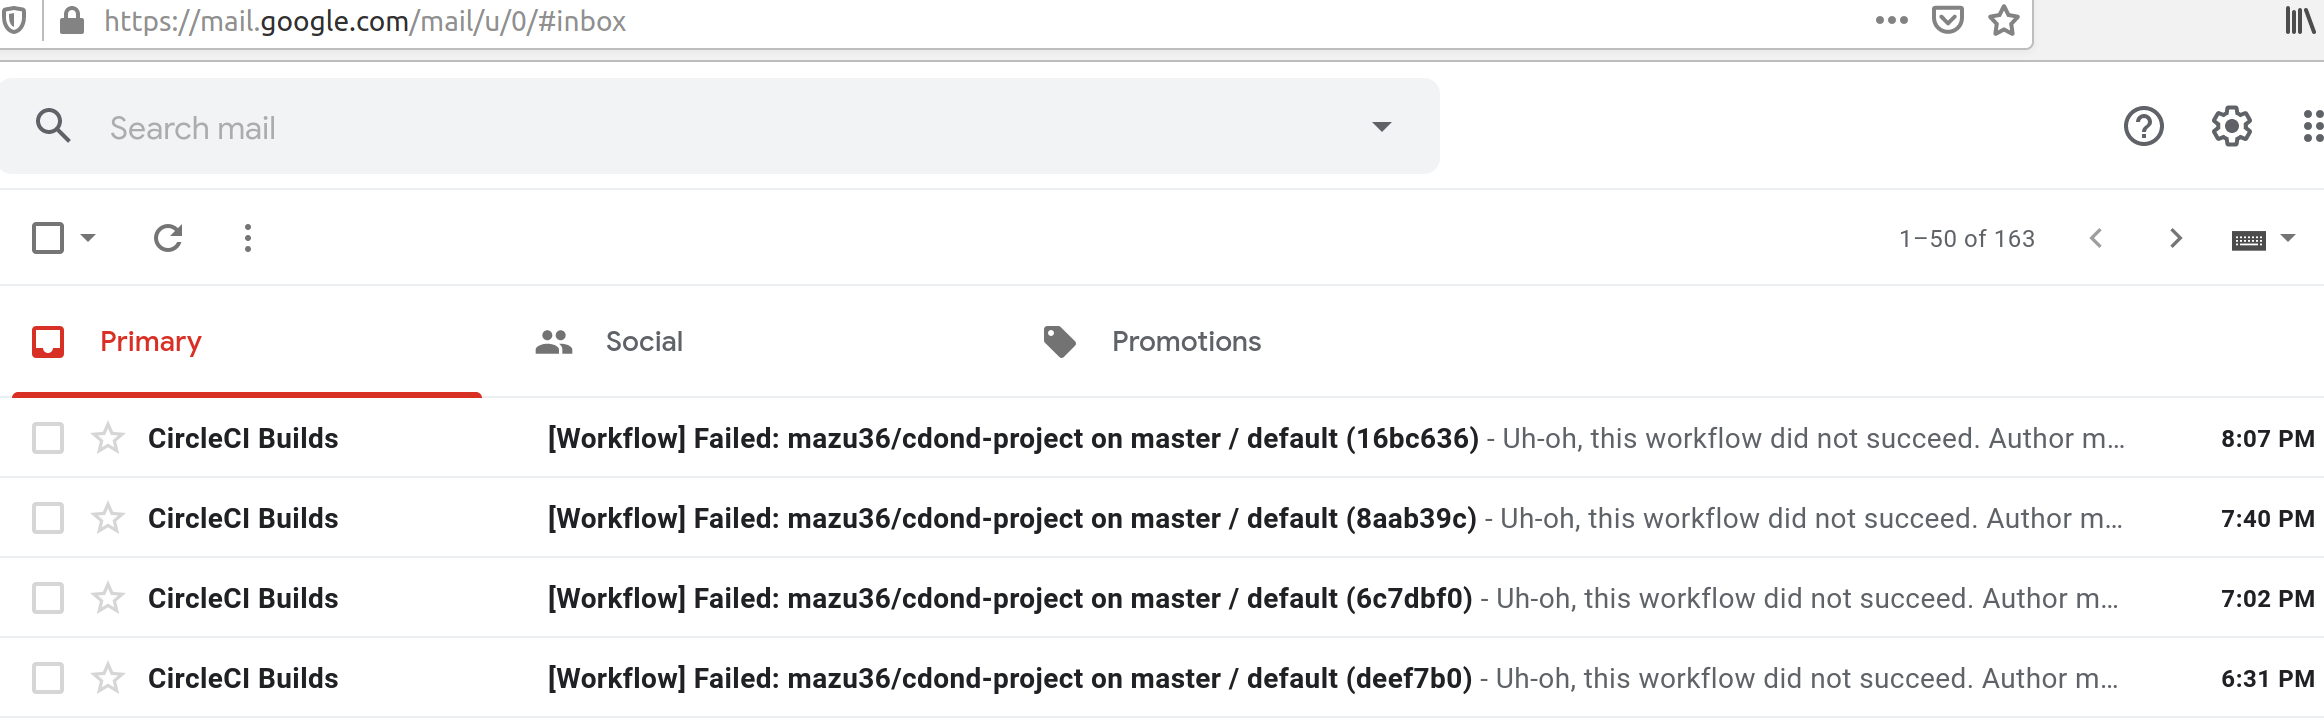 https://mail.google.com/mail/u/0/#inbox
Search mail
1–50 of 163
Primary Social Promotions
CircleCI Builds [Workflow] Failed: mazu36/cdond-project on master / default (16bc636) - Uh-oh, this workflow did not succeed. Author m... 8:07 PM
CircleCI Builds [Workflow] Failed: mazu36/cdond-project on master / default (8aab39c) - Uh-oh, this workflow did not succeed. Author m... 7:40 PM
CircleCI Builds [Workflow] Failed: mazu36/cdond-project on master / default (6c7dbf0) - Uh-oh, this workflow did not succeed. Author m... 7:02 PM
CircleCI Builds [Workflow] Failed: mazu36/cdond-project on master / default (deef7b0) - Uh-oh, this workflow did not succeed. Author m... 6:31 PM